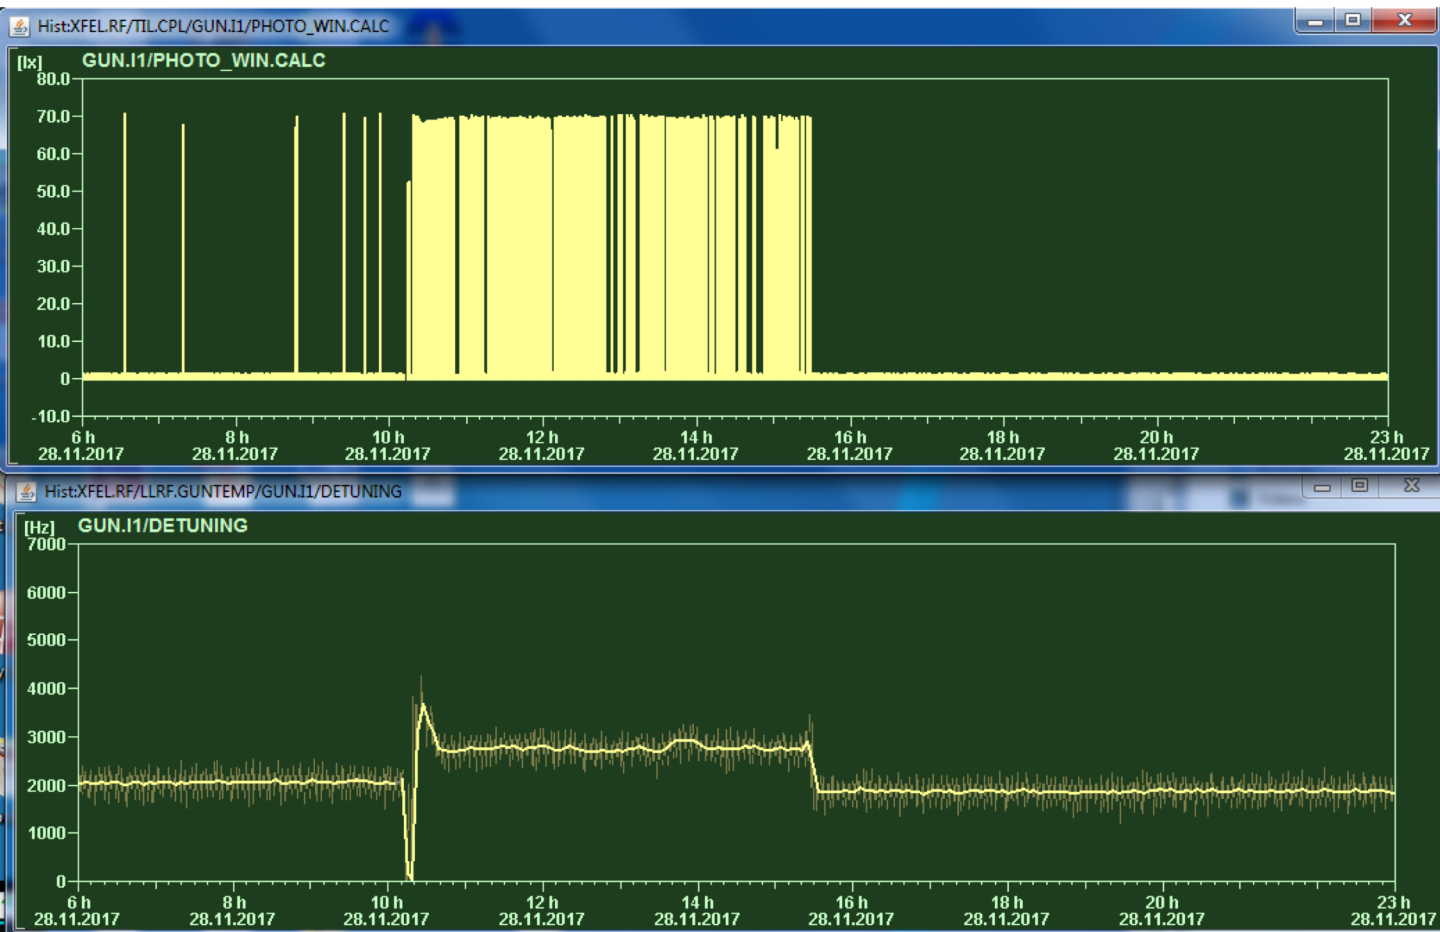 Hist:XFEL.RF/TIL.CPL/GUN.I1/PHOTO_WIN.CALC
[lx] GUN.I1/PHOTO_WIN.CALC
80.0
70.0
60.0
50.0
40.0
30.0
20.0
10.0
0
-10.0
6 h 8 h 10 h 12 h 14 h 16 h 18 h 20 h 23 h
28.11.2017 28.11.2017 28.11.2017 28.11.2017 28.11.2017 28.11.2017 28.11.2017 28.11.2017 28.11.2017
Hist:XFEL.RF/LLRF.GUNTEMP/GUN.I1/DETUNING
[Hz] GUN.I1/DETUNING
7000
6000
5000
4000
3000
2000
1000
0
6 h 8 h 10 h 12 h 14 h 16 h 18 h 20 h 23 h
28.11.2017 28.11.2017 28.11.2017 28.11.2017 28.11.2017 28.11.2017 28.11.2017 28.11.2017 28.11.2017